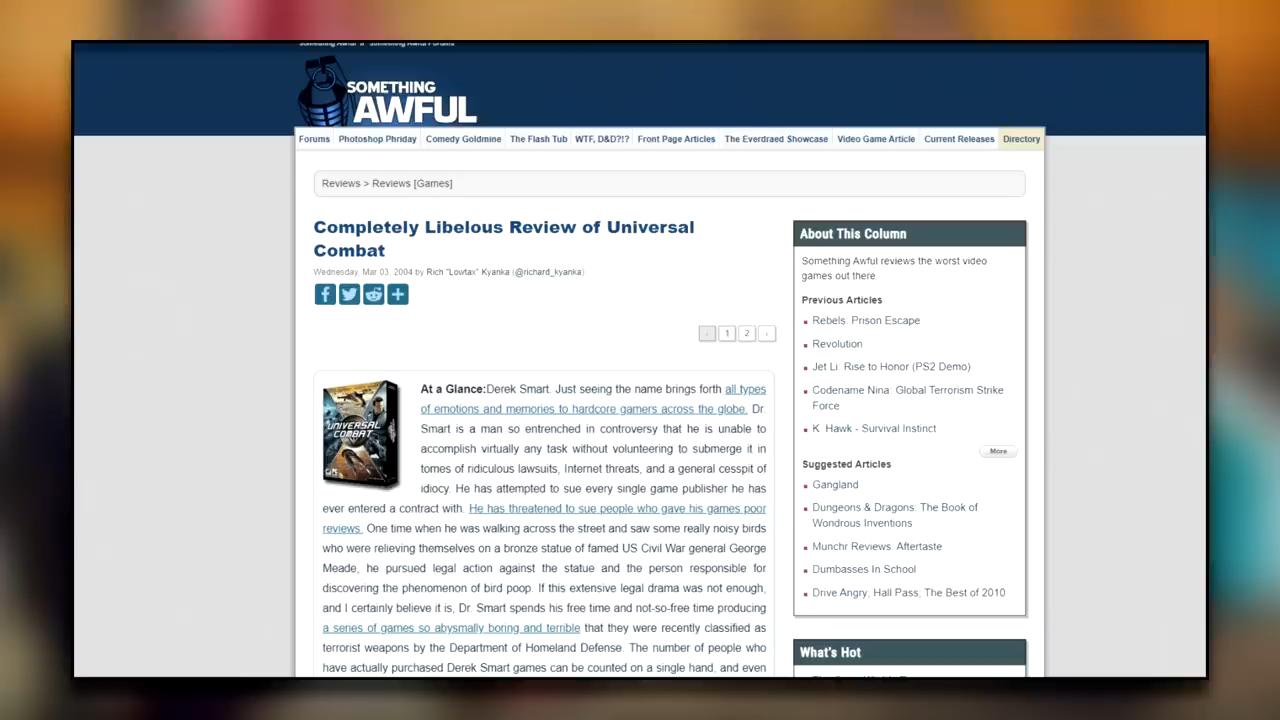 Something Awful
Something Awful Forums
SOMETHING
AWFUL
Forums
Photoshop Phriday
Comedy Goldmine
The Flash Tub
WTF, D&D?!?
Front Page Articles
The Everdraed Showcase
Video Game Article
Current Releases
Directory
Reviews > Reviews [Games]
Completely Libelous Review of Universal
Combat
Wednesday, Mar 03, 2004 by Rich "Lowtax" Kyanka (@richard_kyanka)
1
2
UNIVERSAL
COMBAT
At a Glance:Derek Smart. Just seeing the name brings forth all types
of emotions and memories to hardcore gamers across the globe. Dr.
Smart is a man so entrenched in controversy that he is unable to
accomplish virtually any task without volunteering to submerge it in
tomes of ridiculous lawsuits, Internet threats, and a general cesspit of
idiocy. He has attempted to sue every single game publisher he has
ever entered a contract with. He has threatened to sue people who gave his games poor
reviews. One time when he was walking across the street and saw some really noisy birds
who were relieving themselves on a bronze statue of famed US Civil War general George
Meade, he pursued legal action against the statue and the person responsible for
discovering the phenomenon of bird poop. If this extensive legal drama was not enough,
and I certainly believe it is, Dr. Smart spends his free time and not-so-free time producing
a series of games so abysmally boring and terrible that they were recently classified as
terrorist weapons by the Department of Homeland Defense. The number of people who
have actually purchased Derek Smart games can be counted on a single hand, and even
About This Column
Something Awful reviews the worst video
games out there
Previous Articles
Rebels: Prison Escape
Revolution
Jet Li: Rise to Honor (PS2 Demo)
Codename Nina: Global Terrorism Strike
Force
K. Hawk - Survival Instinct
More
Suggested Articles
Gangland
Dungeons & Dragons: The Book of
Wondrous Inventions
Munchr Reviews: Aftertaste
Dumbasses In School
Drive Angry; Hall Pass; The Best of 2010
What's Hot